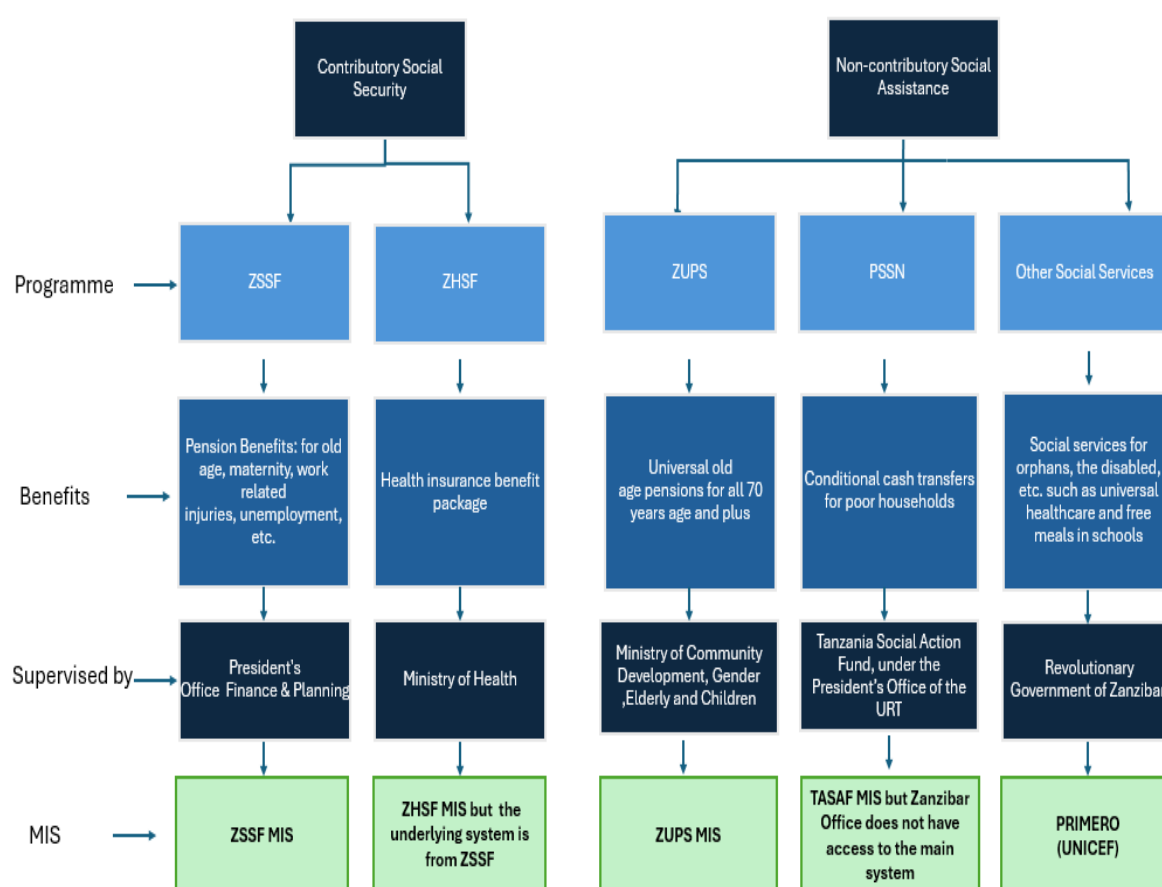 Contributory Social
Security
Non-contributory Social
Assistance
Programme
ZSSF
ZHSF
ZUPS
PSSN
Other Social Services
Benefits
Pension Benefits: for old
age, maternity, work
related
injuries, unemployment,
etc.
Health insurance benefit
package
Universal old
age pensions for all 70
years age and plus
Conditional cash transfers
for poor households
Social services for
orphans, the disabled,
etc. such as universal
healthcare and free
meals in schools
Supervised by
President's
Office Finance & Planning
Ministry of Health
Ministry of Community
Development, Gender
,Elderly and Children
Tanzania Social Action
Fund, under the
President's Office of the
URT
Revolutionary
Government of Zanzibar
MIS
ZSSF MIS
ZHSF MIS but the
underlying system is
from ZSSF
ZUPS MIS
TASAF MIS but Zanzibar
Office does not have
access to the main
system
PRIMERO
(UNICEF)